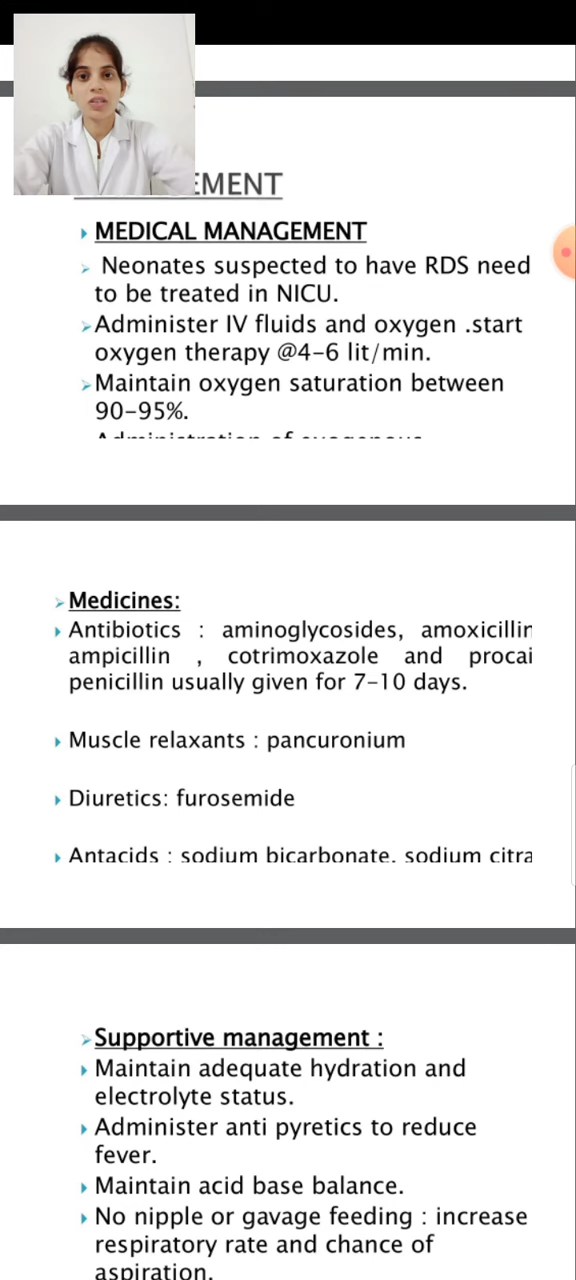 EMENT
MEDICAL MANAGEMENT
Neonates suspected to have RDS need
to be treated in NICU.
Administer IV fluids and oxygen .start
oxygen therapy @4-6 lit/min.
Maintain oxygen saturation between
90-95%.
Administration of exogenous
Medicines:
Antibiotics : aminoglycosides, amoxicillin
ampicillin , cotrimoxazole and procai
penicillin usually given for 7-10 days.
Muscle relaxants : pancuronium
Diuretics: furosemide
Antacids : sodium bicarbonate, sodium citra
Supportive management :
Maintain adequate hydration and
electrolyte status.
Administer anti pyretics to reduce
fever.
Maintain acid base balance.
No nipple or gavage feeding : increase
respiratory rate and chance of
aspiration.